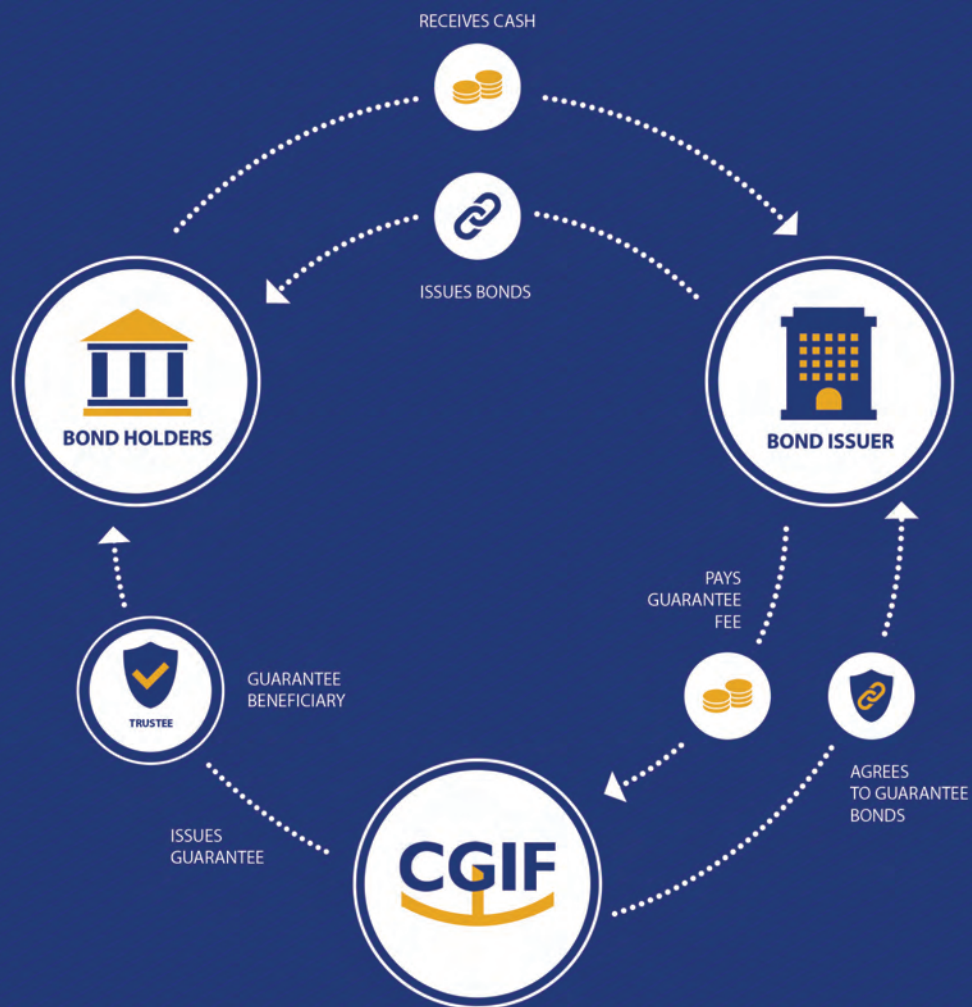 RECEIVES CASH
ISSUES BONDS
BOND HOLDERS
BOND ISSUER
PAYS
GUARANTEE
FEE
GUARANTEE
BENEFICIARY
TRUSTEE
AGREES
TO GUARANTEE
BONDS
ISSUES
GUARANTEE
CGIF